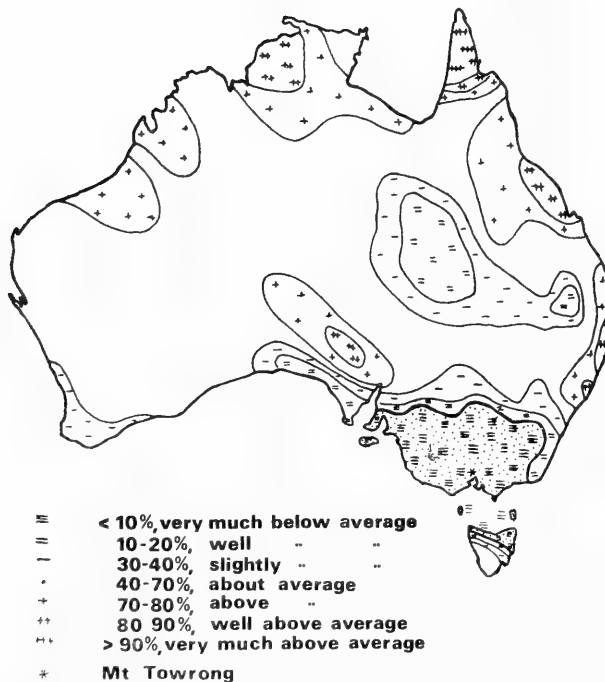 < 10%, very much below average
10-20%, well " "
30-40%, slightly " "
40-70%, about average
70-80%, above "
80 90%, well above average
> 90%, very much above average
Mt Towrong